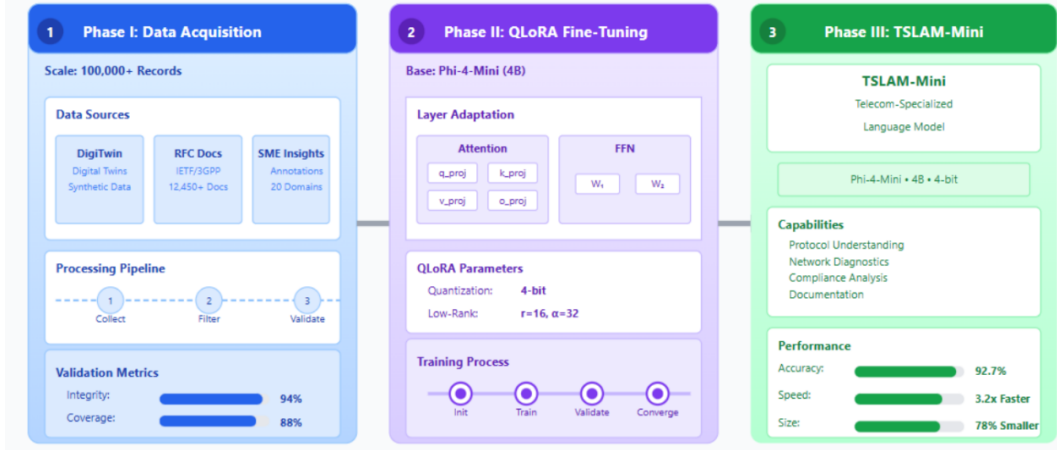 1 Phase I: Data Acquisition
Scale: 100,000+ Records
Data Sources
DigiTwin
Digital Twins
Synthetic Data
RFC Docs
IETF/3GPP
12,450+ Docs
SME Insights
Annotations
20 Domains
Processing Pipeline
1 2 3
Collect Filter Validate
Validation Metrics
Integrity: 94%
Coverage: 88%
2 Phase II: QLoRA Fine-Tuning
Base: Phi-4-Mini (4B)
Layer Adaptation
Attention
q_proj k_proj
v_proj o_proj
FFN
W₁ W₂
QLoRA Parameters
Quantization: 4-bit
Low-Rank: r=16, α=32
Training Process
Init Train Validate Converge
3 Phase III: TSLAM-Mini
TSLAM-Mini
Telecom-Specialized
Language Model
Phi-4-Mini • 4B • 4-bit
Capabilities
Protocol Understanding
Network Diagnostics
Compliance Analysis
Documentation
Performance
Accuracy: 92.7%
Speed: 3.2x Faster
Size: 78% Smaller